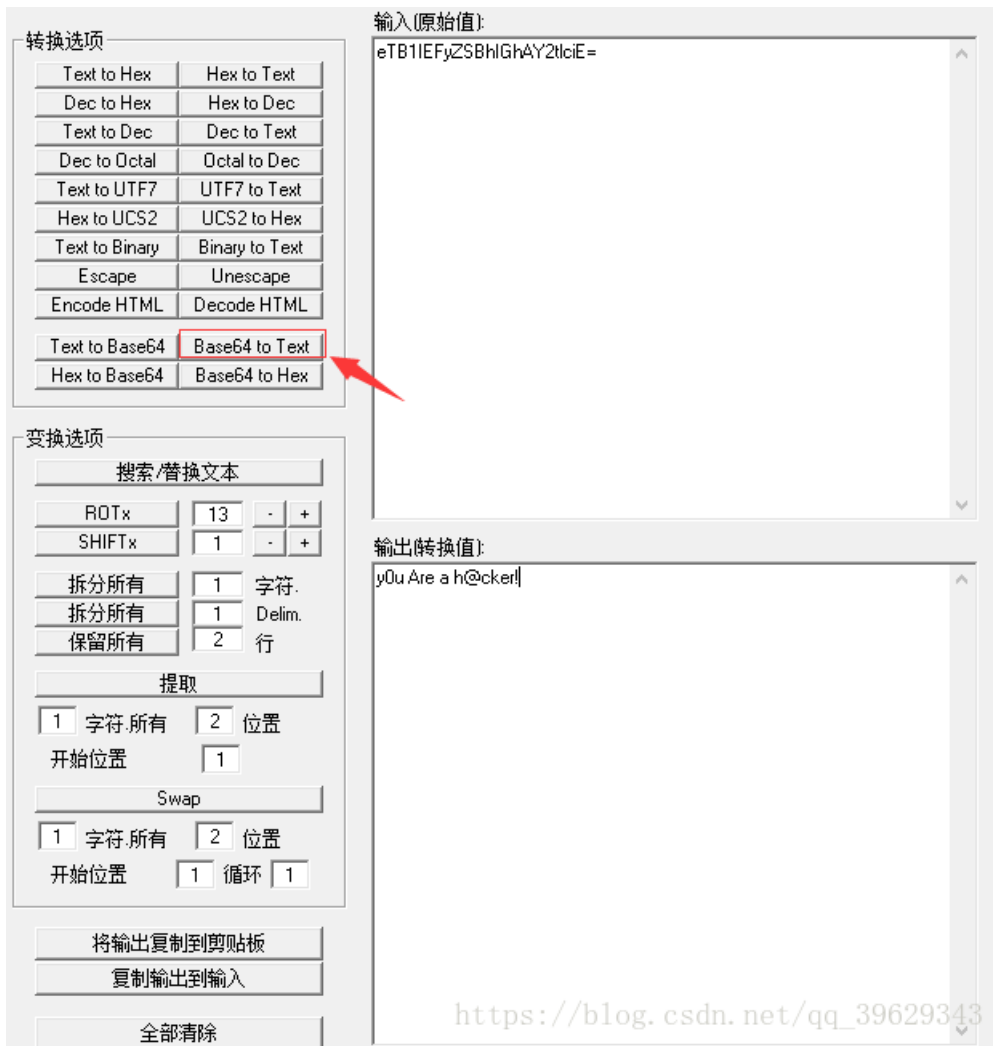 转换选项
Text to Hex Hex to Text
Dec to Hex Hex to Dec
Text to Dec Dec to Text
Dec to Octal Octal to Dec
Text to UTF7 UTF7 to Text
Hex to UCS2 UCS2 to Hex
Text to Binary Binary to Text
Escape Unescape
Encode HTML Decode HTML
Text to Base64 Base64 to Text
Hex to Base64 Base64 to Hex
变换选项
搜索/替换文本
ROTx 13 - +
SHIFTx 1 - +
拆分所有 1 字符.
拆分所有 1 Delim.
保留所有 2 行
提取
1 字符.所有 2 位置
开始位置 1
Swap
1 字符.所有 2 位置
开始位置 1 循环 1
将输出复制到剪贴板
复制输出到输入
全部清除
输入(原始值):
eTB1IEFyZSBhIGhAY2tlciE=
输出(转换值):
y0u Are a h@cker!
https://blog.csdn.net/qq_39629343